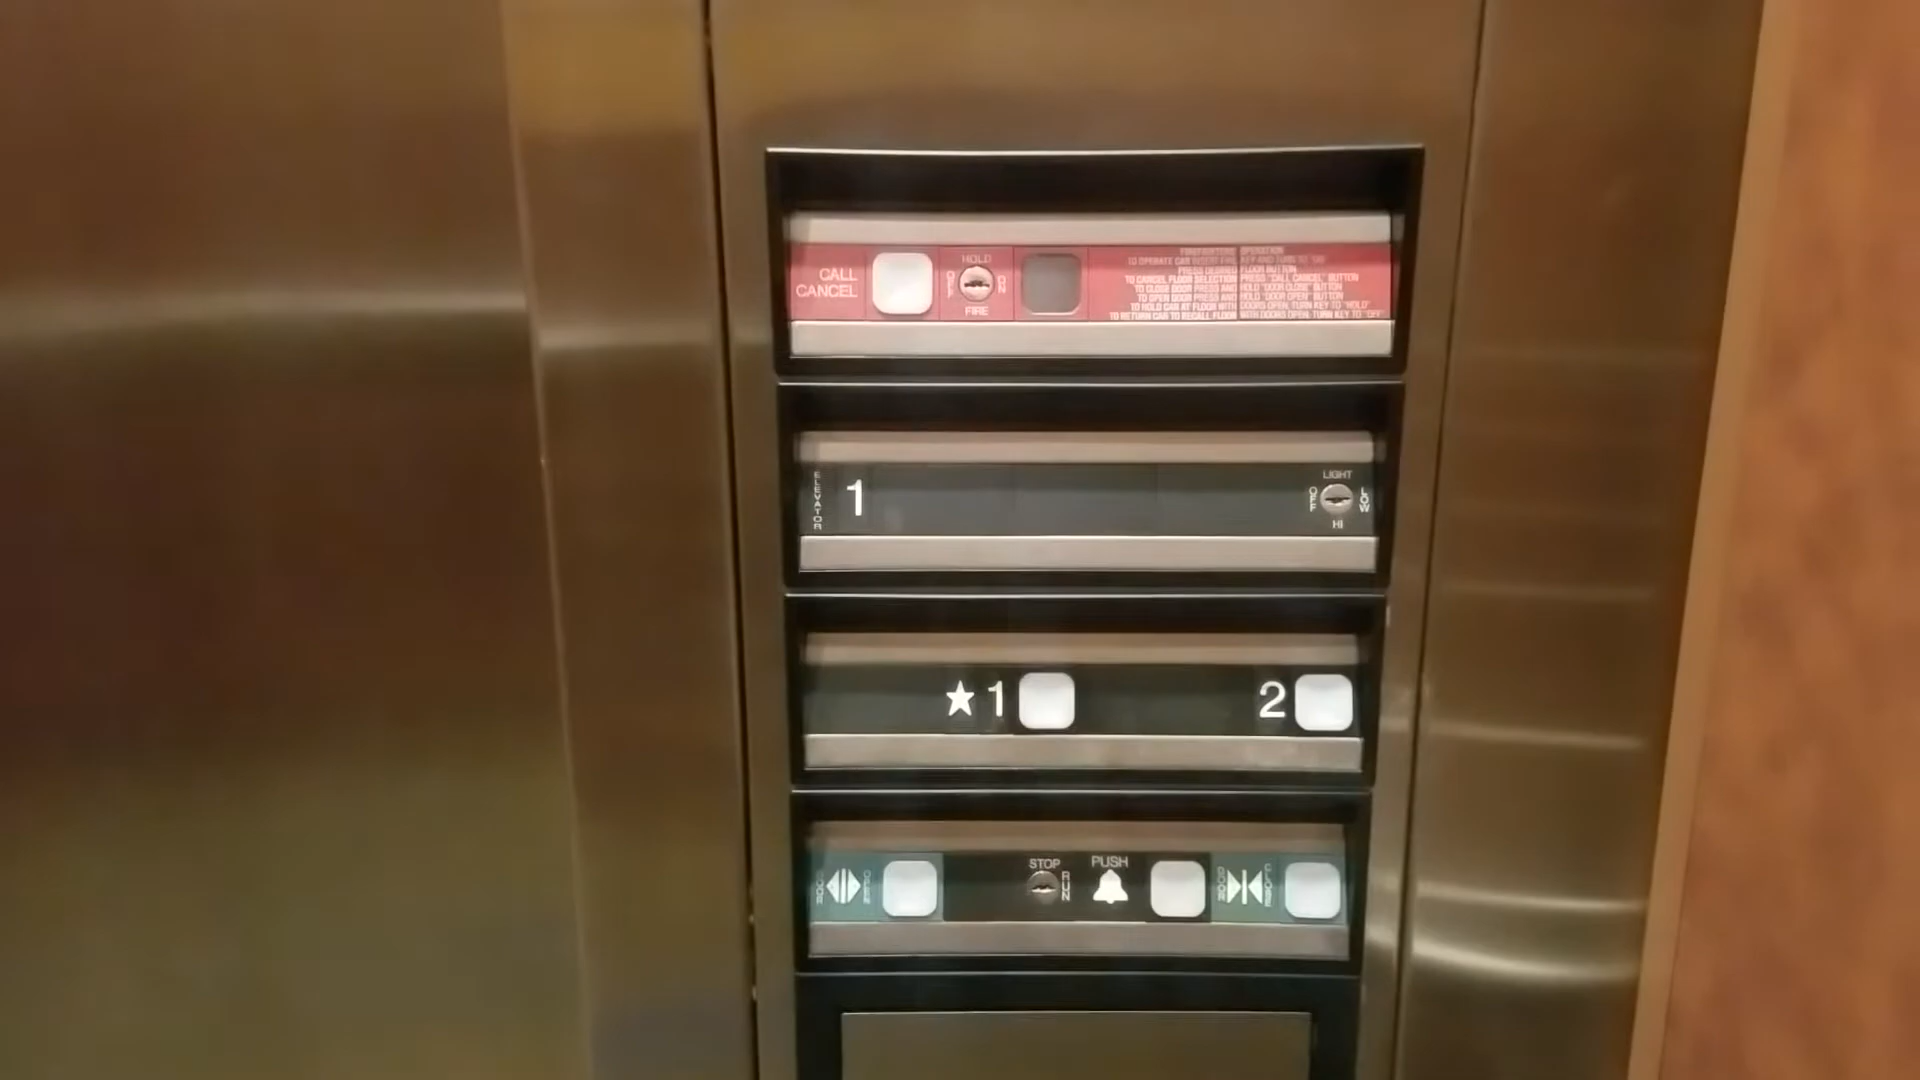 CALL
CANCEL
HOLD
OFF
ON
FIRE
FIREFIGHTERS' OPERATION
TO OPERATE CAR INSERT FIRE KEY AND TURN TO "ON"
PRESS DESIRED FLOOR BUTTON
TO CANCEL FLOOR SELECTION PRESS "CALL CANCEL" BUTTON
TO CLOSE DOOR PRESS AND HOLD "DOOR CLOSE" BUTTON
TO OPEN DOOR PRESS AND HOLD "DOOR OPEN" BUTTON
TO HOLD CAR AT FLOOR WITH DOORS OPEN, TURN KEY TO "HOLD"
TO RETURN CAR TO RECALL FLOOR WITH DOORS OPEN, TURN KEY TO "OFF"
ELEVATOR
1
LIGHT
OFF
LOW
HI
★1
2
DOOR
OPEN
STOP
RUN
PUSH
DOOR
CLOSE